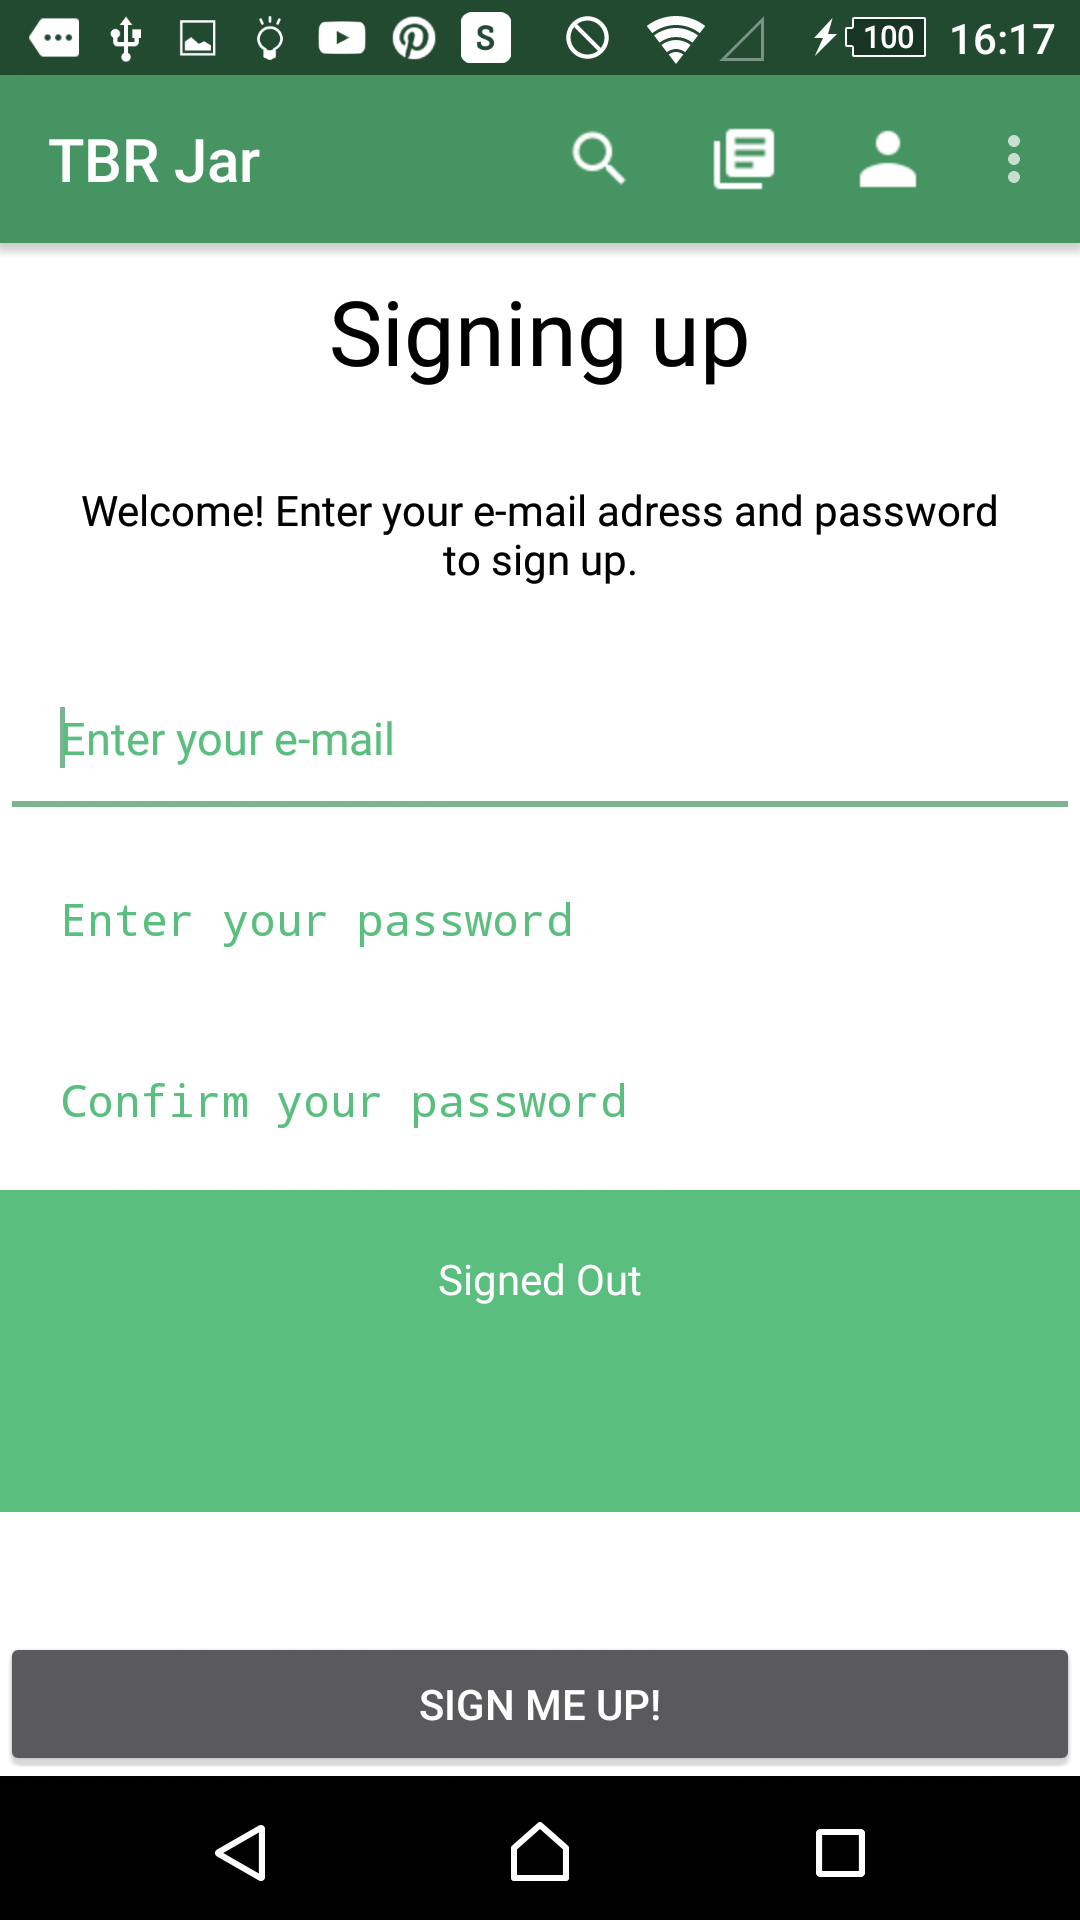 S 100 16:17
TBR Jar
Signing up
Welcome! Enter your e-mail adress and password
to sign up.
Enter your e-mail
Enter your password
Confirm your password
Signed Out
SIGN ME UP!